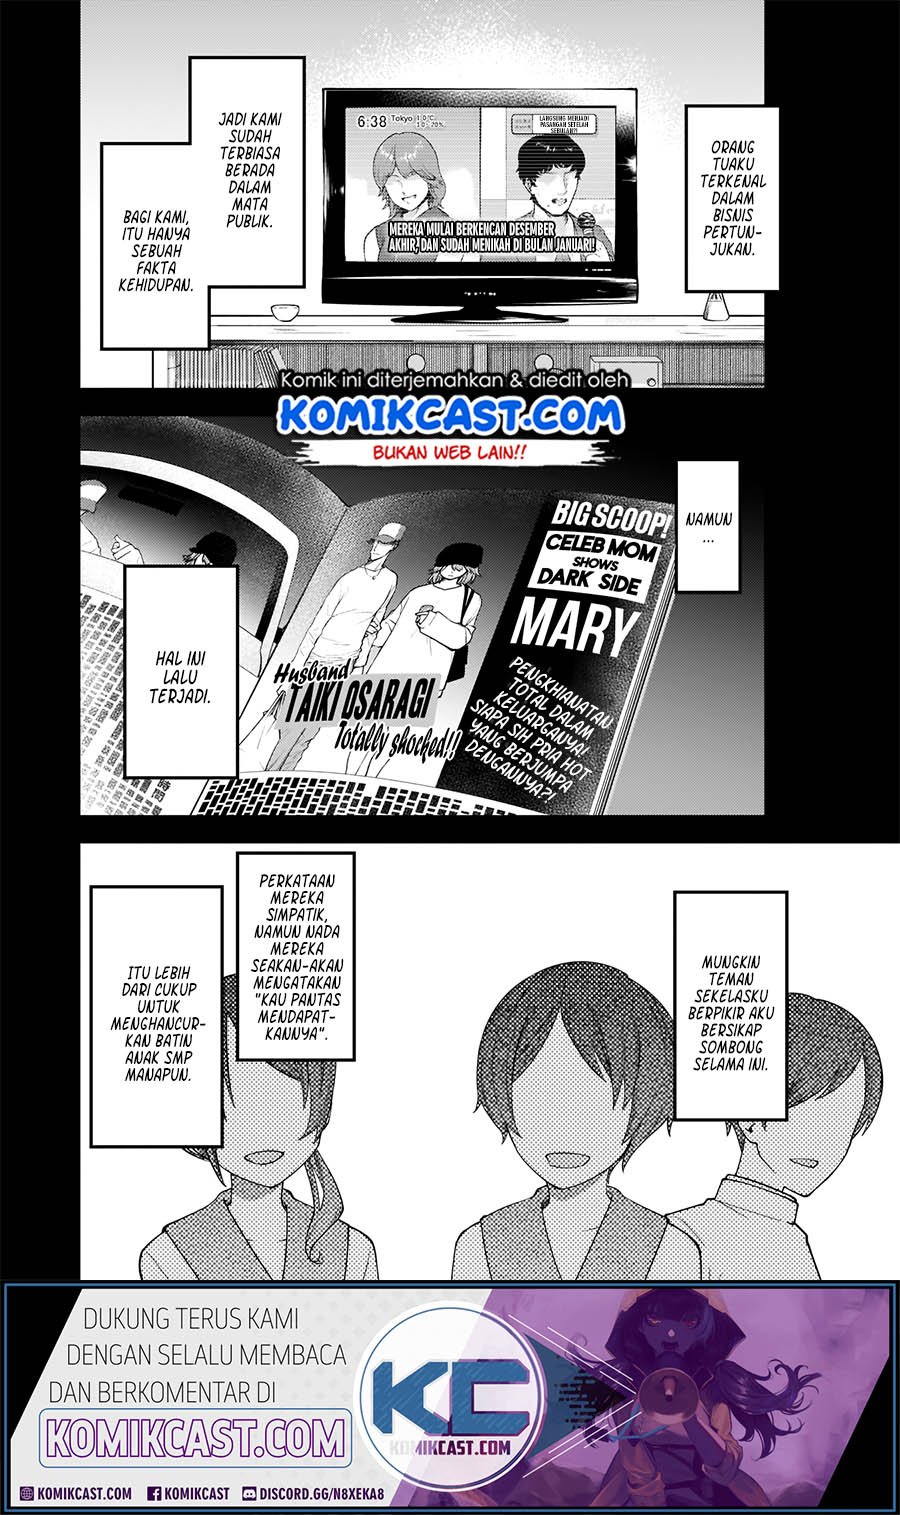 ORANG
TUAKU
TERKENAL
DALAM
BISNIS
PERTUN-
JUKAN.
6:38 Tokyo
LANGSUNG MENJADI
PASANGAN SETELAH
SEBULAN?!
MEREKA MULAI BERKENCAN DESEMBER
AKHIR, DAN SUDAH MENIKAH DI BULAN JANUARI!
JADI KAMI
SUDAH
TERBIASA
BERADA
DALAM
MATA
PUBLIK.
BAGI KAMI,
ITU HANYA
SEBUAH
FAKTA
KEHIDUPAN.
Komik ini diterjemahkan & diedit oleh
KOMIKCAST.COM
BUKAN WEB LAIN!!
NAMUN
...
BIG SCOOP!
CELEB MOM
SHOWS
DARK SIDE
MARY
PENGKHIANATAN
TOTAL DALAM
KELUARGANYA!
SIAPA SIH PRIA HOT
YANG BERJUMPA
DENGANNYA?!
Husband
TAIKI OSARAGI
Totally shocked!!
HAL INI
LALU
TERJADI.
MUNGKIN
TEMAN
SEKELASKU
BERPIKIR AKU
BERSIKAP
SOMBONG
SELAMA INI.
PERKATAAN
MEREKA
SIMPATIK,
NAMUN NADA
MEREKA
SEAKAN-AKAN
MENGATAKAN
"KAU PANTAS
MENDAPAT-
KANNYA".
ITU LEBIH
DARI CUKUP
UNTUK
MENGHANCUR-
KAN BATIN
ANAK SMP
MANAPUN.
DUKUNG TERUS KAMI
DENGAN SELALU MEMBACA
DAN BERKOMENTAR DI
KOMIKCAST.COM
KC
KOMIKCAST.COM
KOMIKCAST.COM KOMIKCAST DISCORD.GG/N8XEKA8